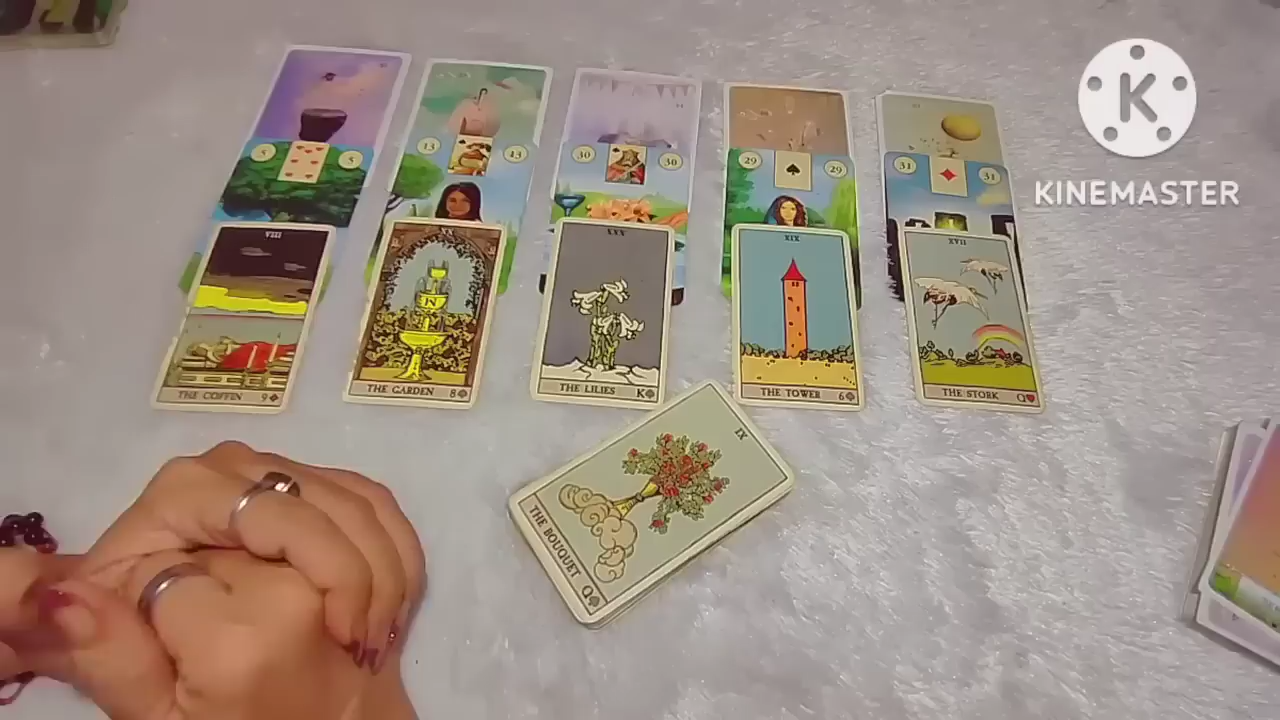 K
KINEMASTER
5 5
13 13
30 30
29 29
31 31
VIII
THE COFFIN 9
XX
THE GARDEN 8
XXX
THE LILIES K
XIX
THE TOWER 6
XVII
THE STORK Q
IX
THE BOUQUET Q